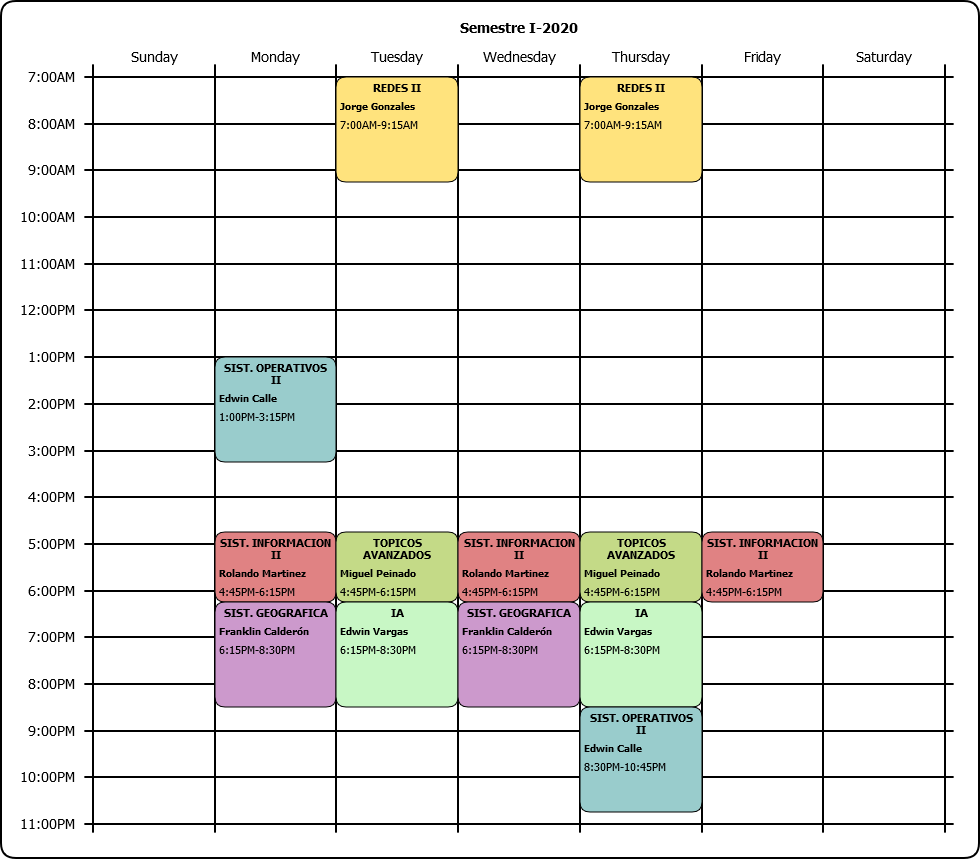 Semestre I-2020
Sunday Monday Tuesday Wednesday Thursday Friday Saturday
7:00AM
8:00AM
9:00AM
10:00AM
11:00AM
12:00PM
1:00PM
2:00PM
3:00PM
4:00PM
5:00PM
6:00PM
7:00PM
8:00PM
9:00PM
10:00PM
11:00PM
SIST. OPERATIVOS
II
Edwin Calle
1:00PM-3:15PM
SIST. INFORMACION
II
Rolando Martinez
4:45PM-6:15PM
SIST. GEOGRAFICA
Franklin Calderón
6:15PM-8:30PM
REDES II
Jorge Gonzales
7:00AM-9:15AM
TOPICOS
AVANZADOS
Miguel Peinado
4:45PM-6:15PM
IA
Edwin Vargas
6:15PM-8:30PM
SIST. INFORMACION
II
Rolando Martinez
4:45PM-6:15PM
SIST. GEOGRAFICA
Franklin Calderón
6:15PM-8:30PM
REDES II
Jorge Gonzales
7:00AM-9:15AM
TOPICOS
AVANZADOS
Miguel Peinado
4:45PM-6:15PM
IA
Edwin Vargas
6:15PM-8:30PM
SIST. OPERATIVOS
II
Edwin Calle
8:30PM-10:45PM
SIST. INFORMACION
II
Rolando Martinez
4:45PM-6:15PM